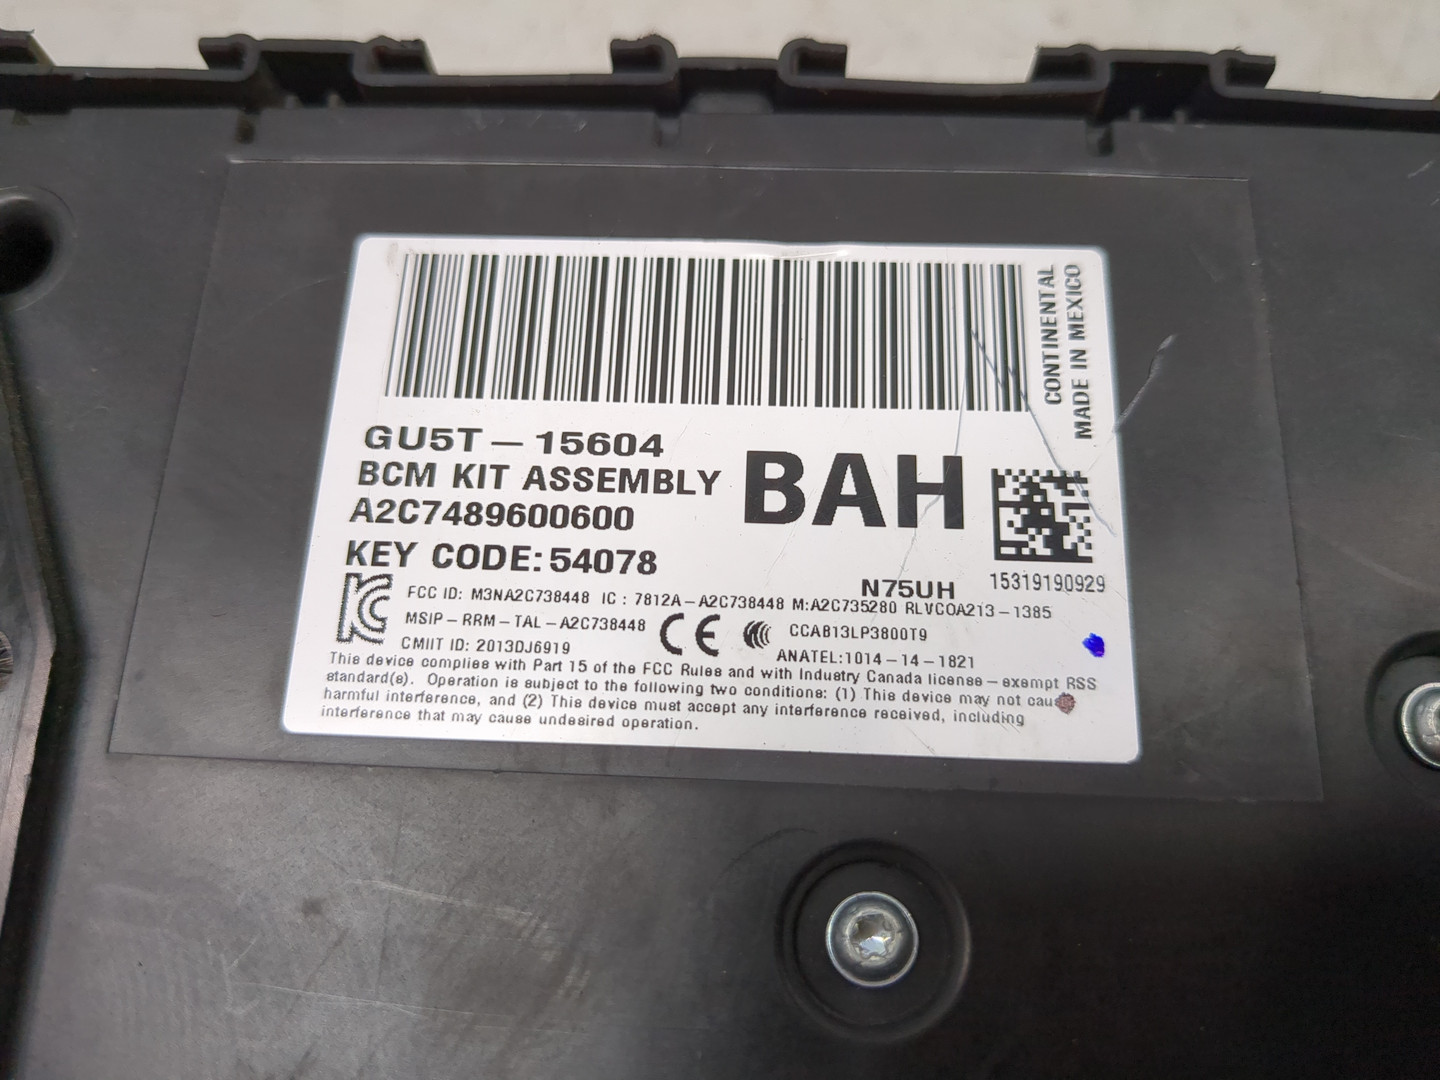 CONTINENTAL
MADE IN MEXICO
GU5T-15604
BCM KIT ASSEMBLY
BAH
A2C7489600600
KEY CODE:54078
N75UH
15319190929
FCC ID: M3NA2C738448 IC : 7812A-A2C738448 M:A2C735280 RLVCOA213-1385
MSIP-RRM-TAL-A2C738448
CE
CCAB13LP3800T9
CMIIT ID: 2013DJ6919
ANATEL:1014-14-1821
This device complies with Part 15 of the FCC Rules and with Industry Canada license-exempt RSS
standard(s). Operation is subject to the following two conditions: (1) This device may not cause
harmful interference, and (2) This device must accept any interference received, including
interference that may cause undesired operation.